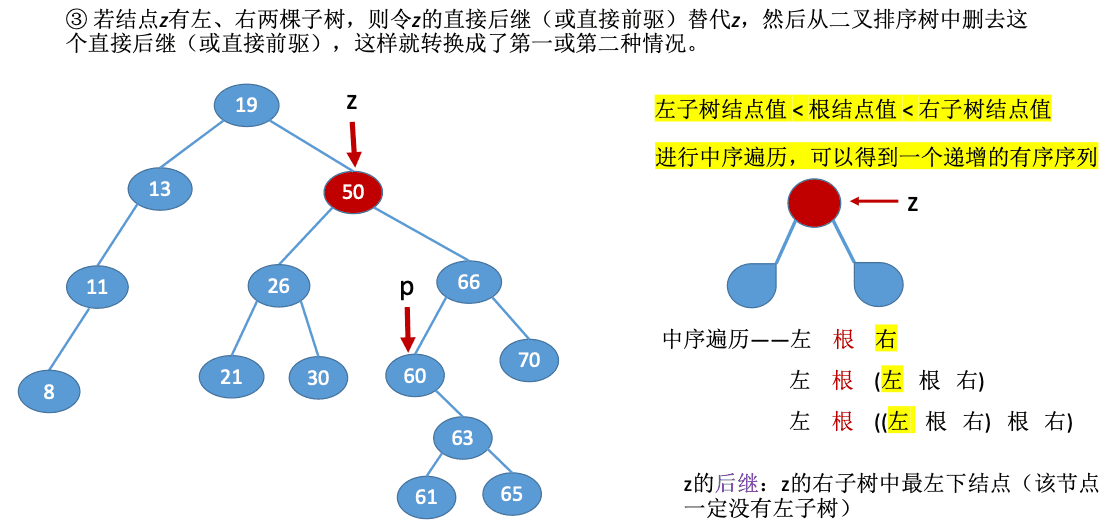 ③ 若结点z有左、右两棵子树，则令z的直接后继（或直接前驱）替代z，然后从二叉排序树中删去这
个直接后继（或直接前驱），这样就转换成了第一或第二种情况。
19
z
13
50
11
26
p
66
8
21
30
60
70
63
61
65
左子树结点值 < 根结点值 < 右子树结点值
进行中序遍历，可以得到一个递增的有序序列
z
中序遍历——左 根 右
左 根 (左 根 右)
左 根 ((左 根 右) 根 右)
z的后继：z的右子树中最左下结点（该节点
一定没有左子树）